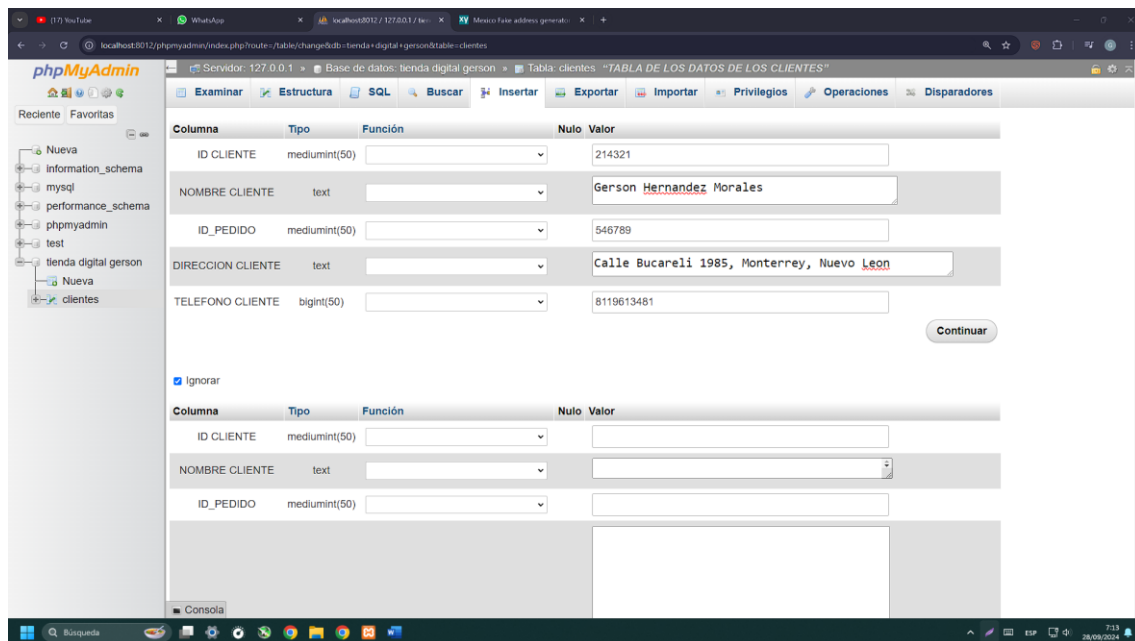 (17) YouTube
WhatsApp
localhost:8012 / 127.0.0.1 / tien
Mexico Fake address generator
localhost:8012/phpmyadmin/index.php?route=/table/change&db=tienda+digital+gerson&table=clientes
phpMyAdmin
Reciente Favoritas
Nueva
information_schema
mysql
performance_schema
phpmyadmin
test
tienda digital gerson
Nueva
clientes
Servidor: 127.0.0.1 » Base de datos: tienda digital gerson » Tabla: clientes "TABLA DE LOS DATOS DE LOS CLIENTES"
Examinar Estructura SQL Buscar Insertar Exportar Importar Privilegios Operaciones Disparadores
Columna Tipo Función Nulo Valor
ID CLIENTE mediumint(50) 214321
NOMBRE CLIENTE text Gerson Hernandez Morales
ID_PEDIDO mediumint(50) 546789
DIRECCION CLIENTE text Calle Bucareli 1985, Monterrey, Nuevo Leon
TELEFONO CLIENTE bigint(50) 8119613481
Continuar
Ignorar
Columna Tipo Función Nulo Valor
ID CLIENTE mediumint(50)
NOMBRE CLIENTE text
ID_PEDIDO mediumint(50)
Consola
Búsqueda
ESP
7:13
28/09/2024